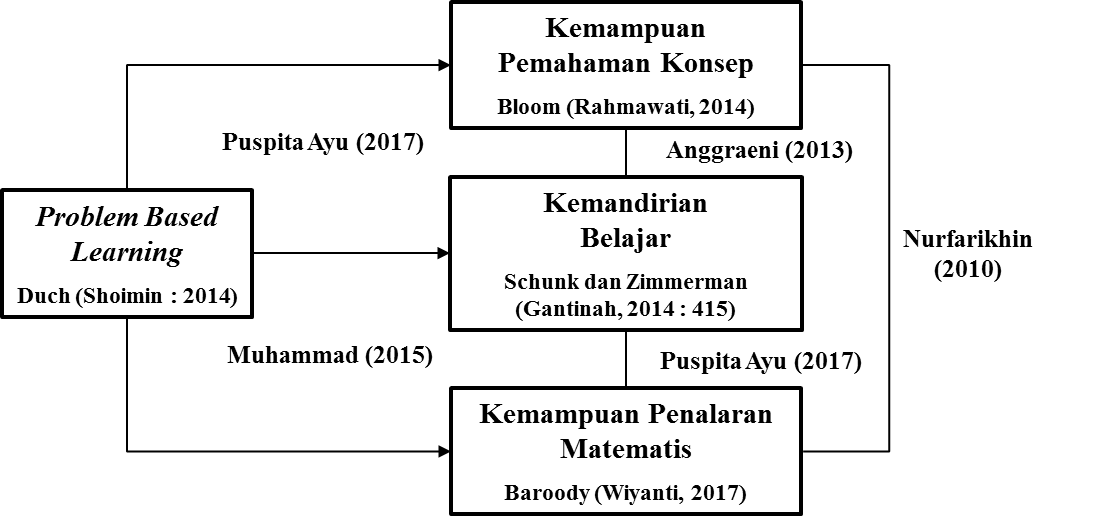 Kemampuan
Pemahaman Konsep
Bloom (Rahmawati, 2014)
Puspita Ayu (2017)
Anggraeni (2013)
Problem Based
Learning
Duch (Shoimin : 2014)
Kemandirian
Belajar
Schunk dan Zimmerman
(Gantinah, 2014 : 415)
Nurfarikhin
(2010)
Muhammad (2015)
Puspita Ayu (2017)
Kemampuan Penalaran
Matematis
Baroody (Wiyanti, 2017)